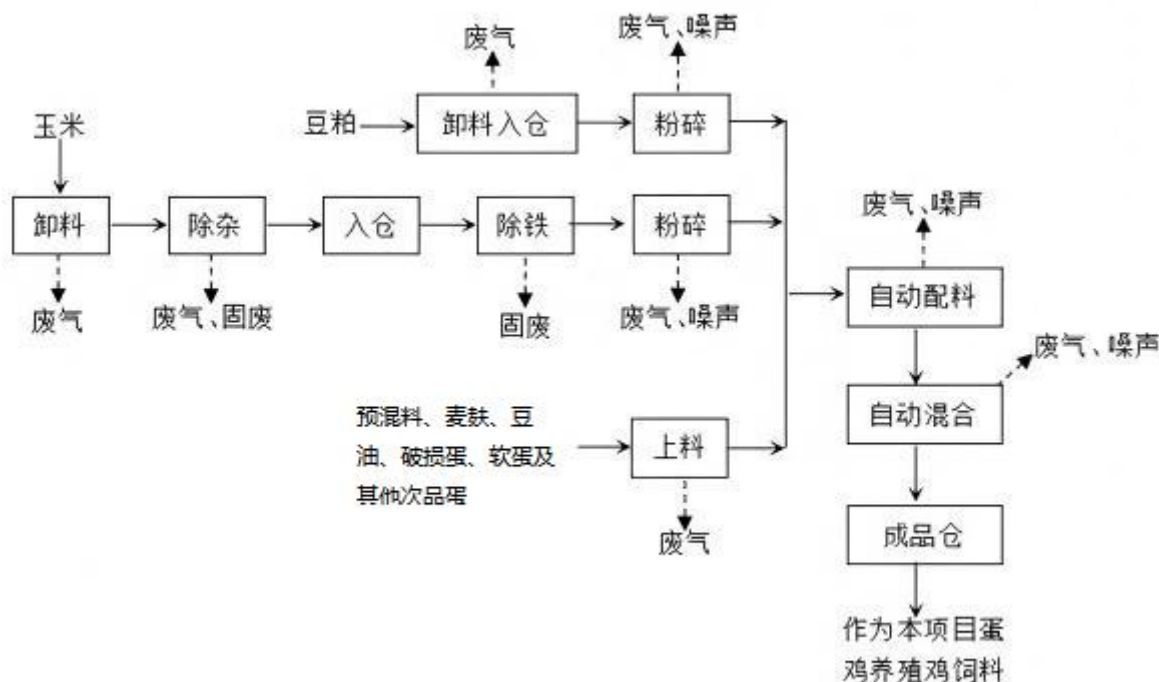 废气
废气、噪声
豆粕
卸料入仓
粉碎
玉米
卸料
除杂
入仓
除铁
粉碎
废气
废气、固废
固废
废气、噪声
废气、噪声
自动配料
废气、噪声
自动混合
预混料、麦麸、豆
油、破损蛋、软蛋及
其他次品蛋
上料
废气
成品仓
作为本项目蛋
鸡养殖鸡饲料